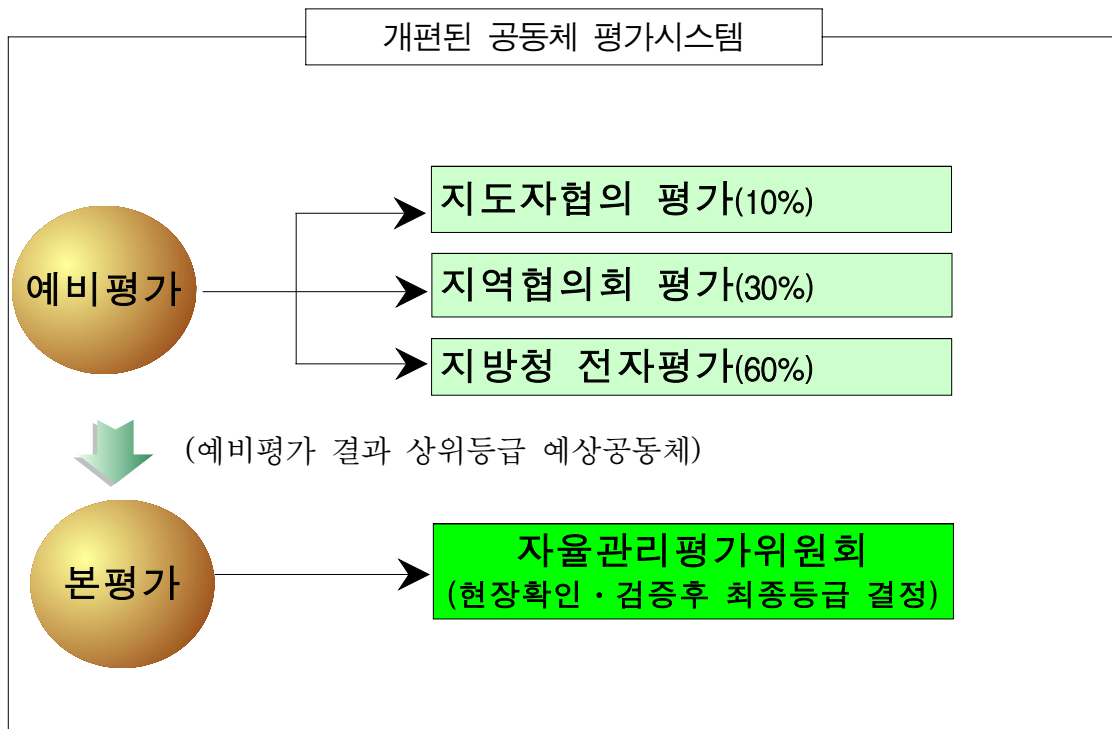 개편된 공동체 평가시스템
지도자협의 평가(10%)
예비평가
지역협의회 평가(30%)
지방청 전자평가(60%)
(예비평가 결과 상위등급 예상공동체)
본평가
자율관리평가위원회
(현장확인·검증후 최종등급 결정)